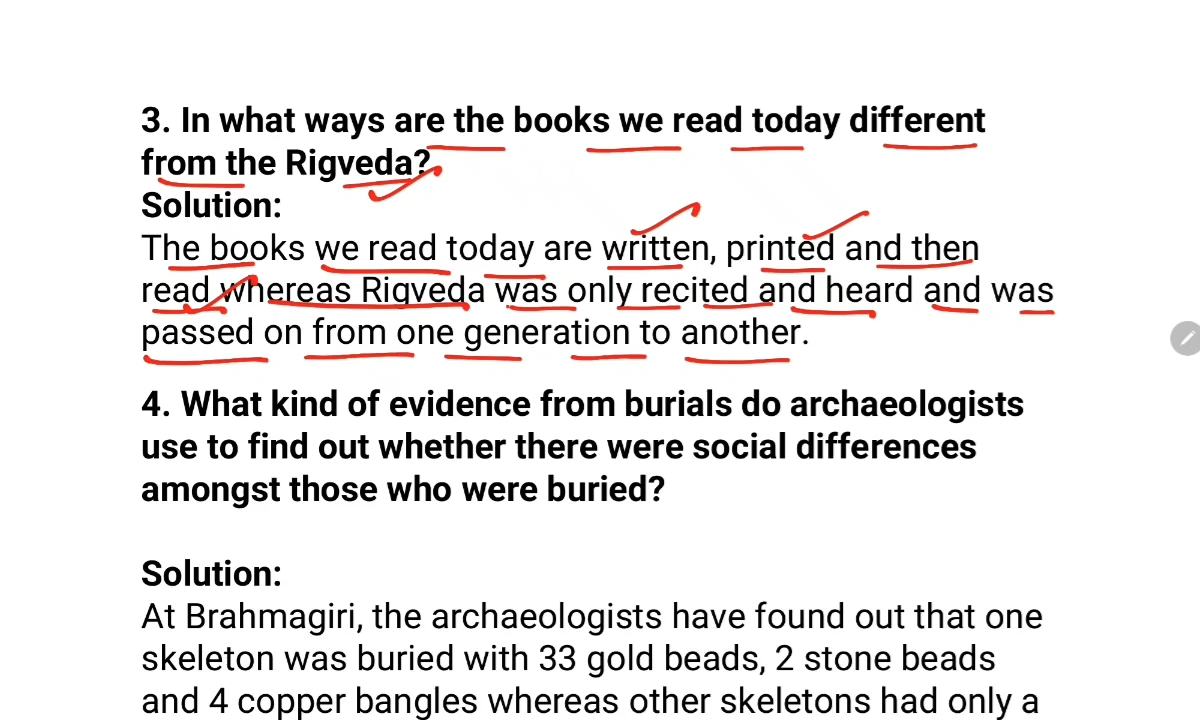 3. In what ways are the books we read today different
from the Rigveda?
Solution:
The books we read today are written, printed and then
read whereas Rigveda was only recited and heard and was
passed on from one generation to another.
4. What kind of evidence from burials do archaeologists
use to find out whether there were social differences
amongst those who were buried?
Solution:
At Brahmagiri, the archaeologists have found out that one
skeleton was buried with 33 gold beads, 2 stone beads
and 4 copper bangles whereas other skeletons had only a